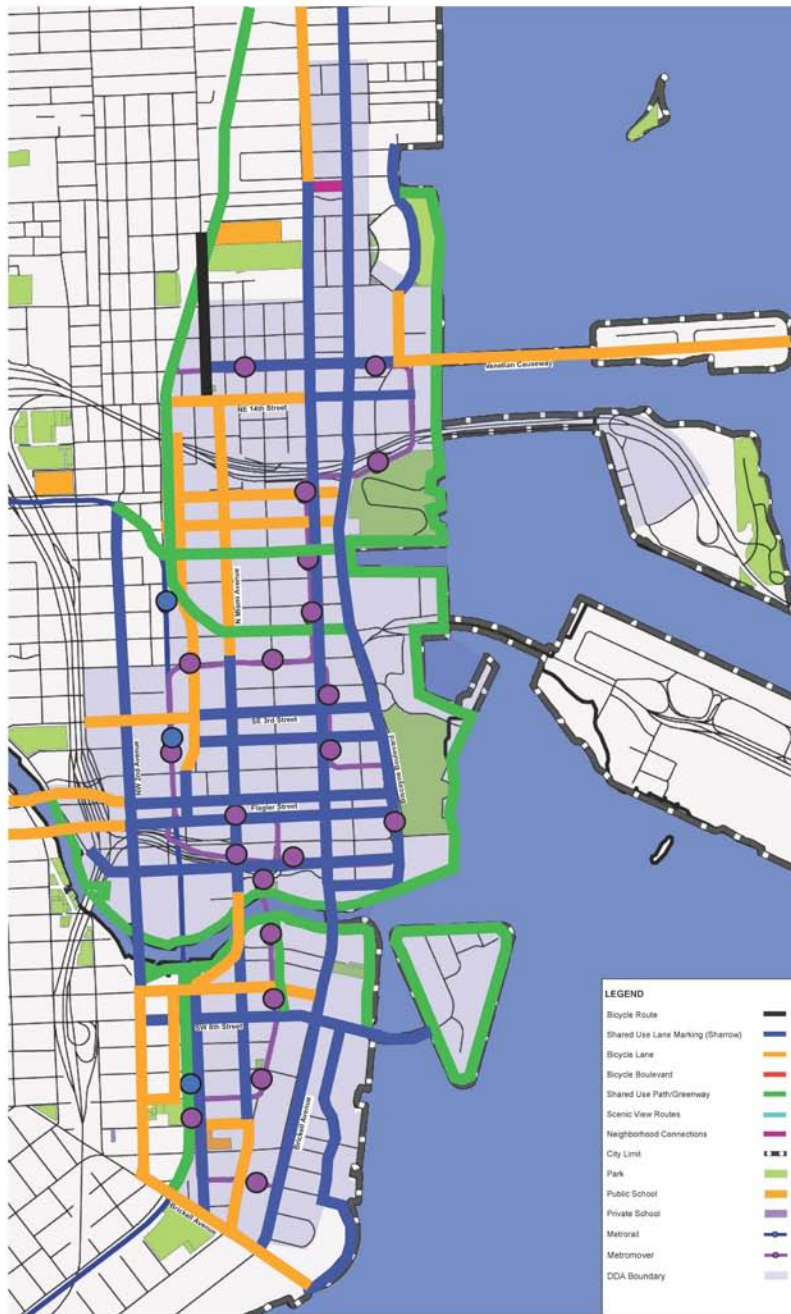 Venetian Causeway
NE 14th Street
N Miami Avenue
SE 3rd Street
NW 2nd Avenue
Biscayne Boulevard
Flagler Street
SW 8th Street
Brickell Avenue
Brickell Avenue
LEGEND
Bicycle Route
Shared Use Lane Marking (Sharrow)
Bicycle Lane
Bicycle Boulevard
Shared Use Path/Greenway
Scenic View Routes
Neighborhood Connections
City Limit
Park
Public School
Private School
Metrorail
Metromover
DDA Boundary